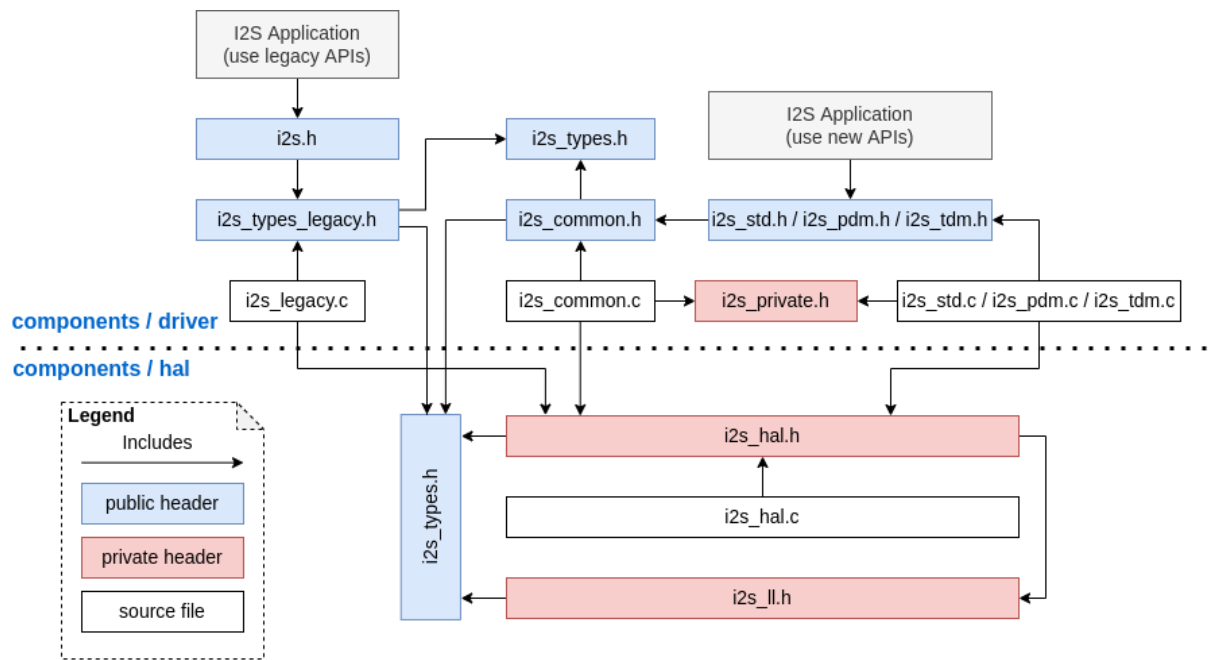 I2S Application
(use legacy APIs)
i2s.h
i2s_types.h
I2S Application
(use new APIs)
i2s_types_legacy.h
i2s_common.h
i2s_std.h / i2s_pdm.h / i2s_tdm.h
i2s_legacy.c
i2s_common.c
i2s_private.h
i2s_std.c / i2s_pdm.c / i2s_tdm.c
components / driver
components / hal
Legend
Includes
public header
private header
source file
i2s_types.h
i2s_hal.h
i2s_hal.c
i2s_ll.h